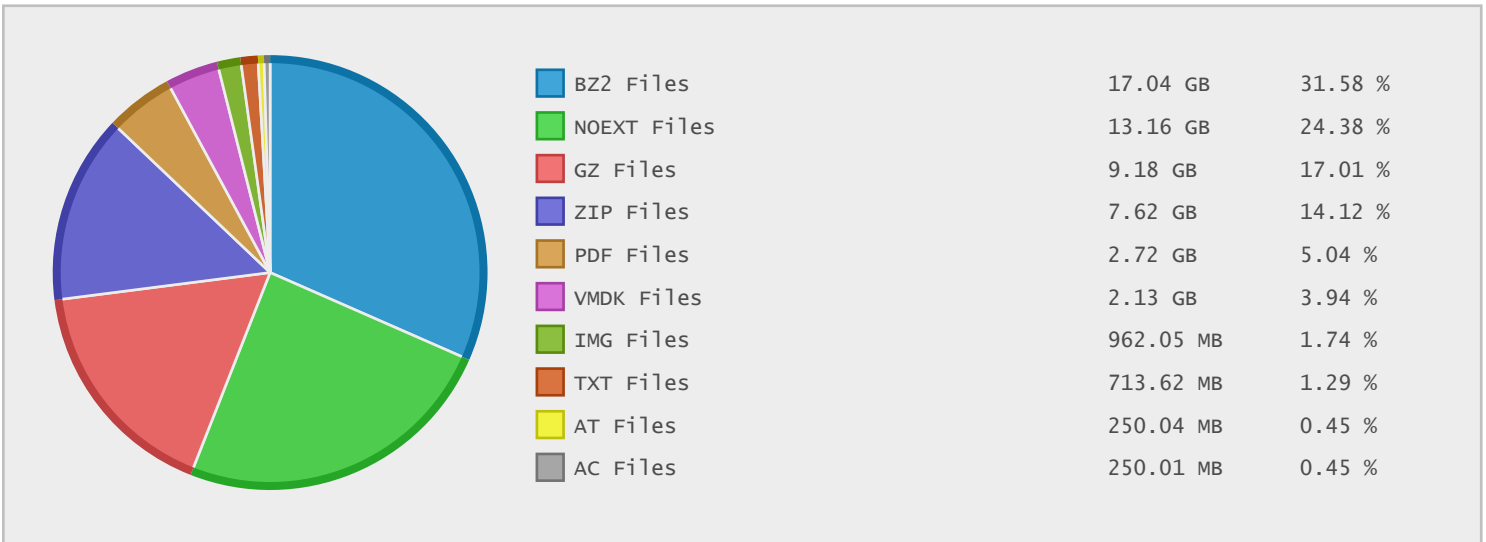 BZ2 Files 17.04 GB 31.58 %
NOEXT Files 13.16 GB 24.38 %
GZ Files 9.18 GB 17.01 %
ZIP Files 7.62 GB 14.12 %
PDF Files 2.72 GB 5.04 %
VMDK Files 2.13 GB 3.94 %
IMG Files 962.05 MB 1.74 %
TXT Files 713.62 MB 1.29 %
AT Files 250.04 MB 0.45 %
AC Files 250.01 MB 0.45 %